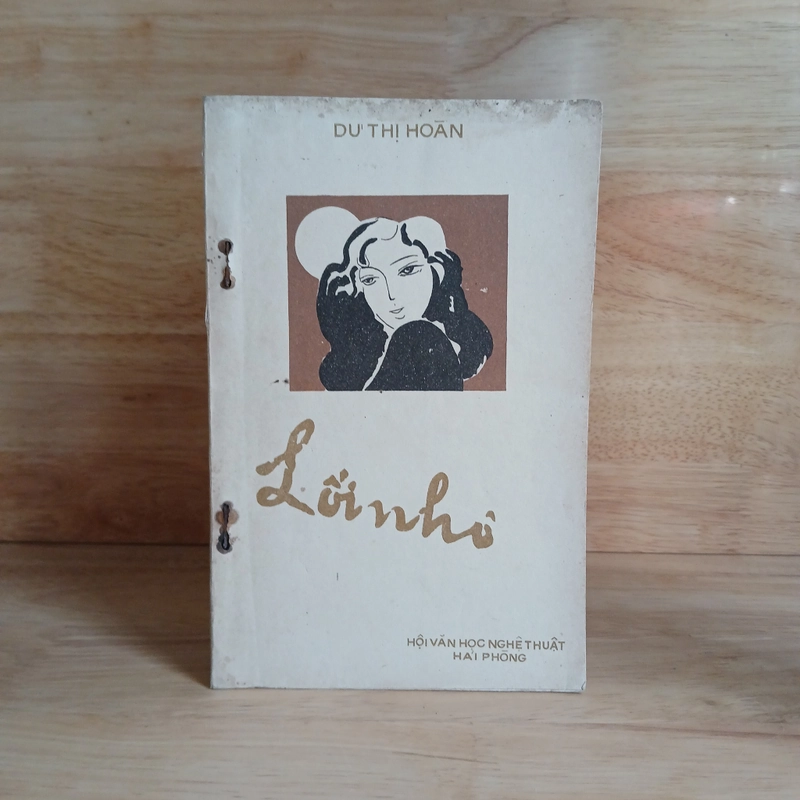 DƯ THỊ HOÀN
Lối nhỏ
HỘI VĂN HỌC NGHỆ THUẬT
HẢI PHÒNG